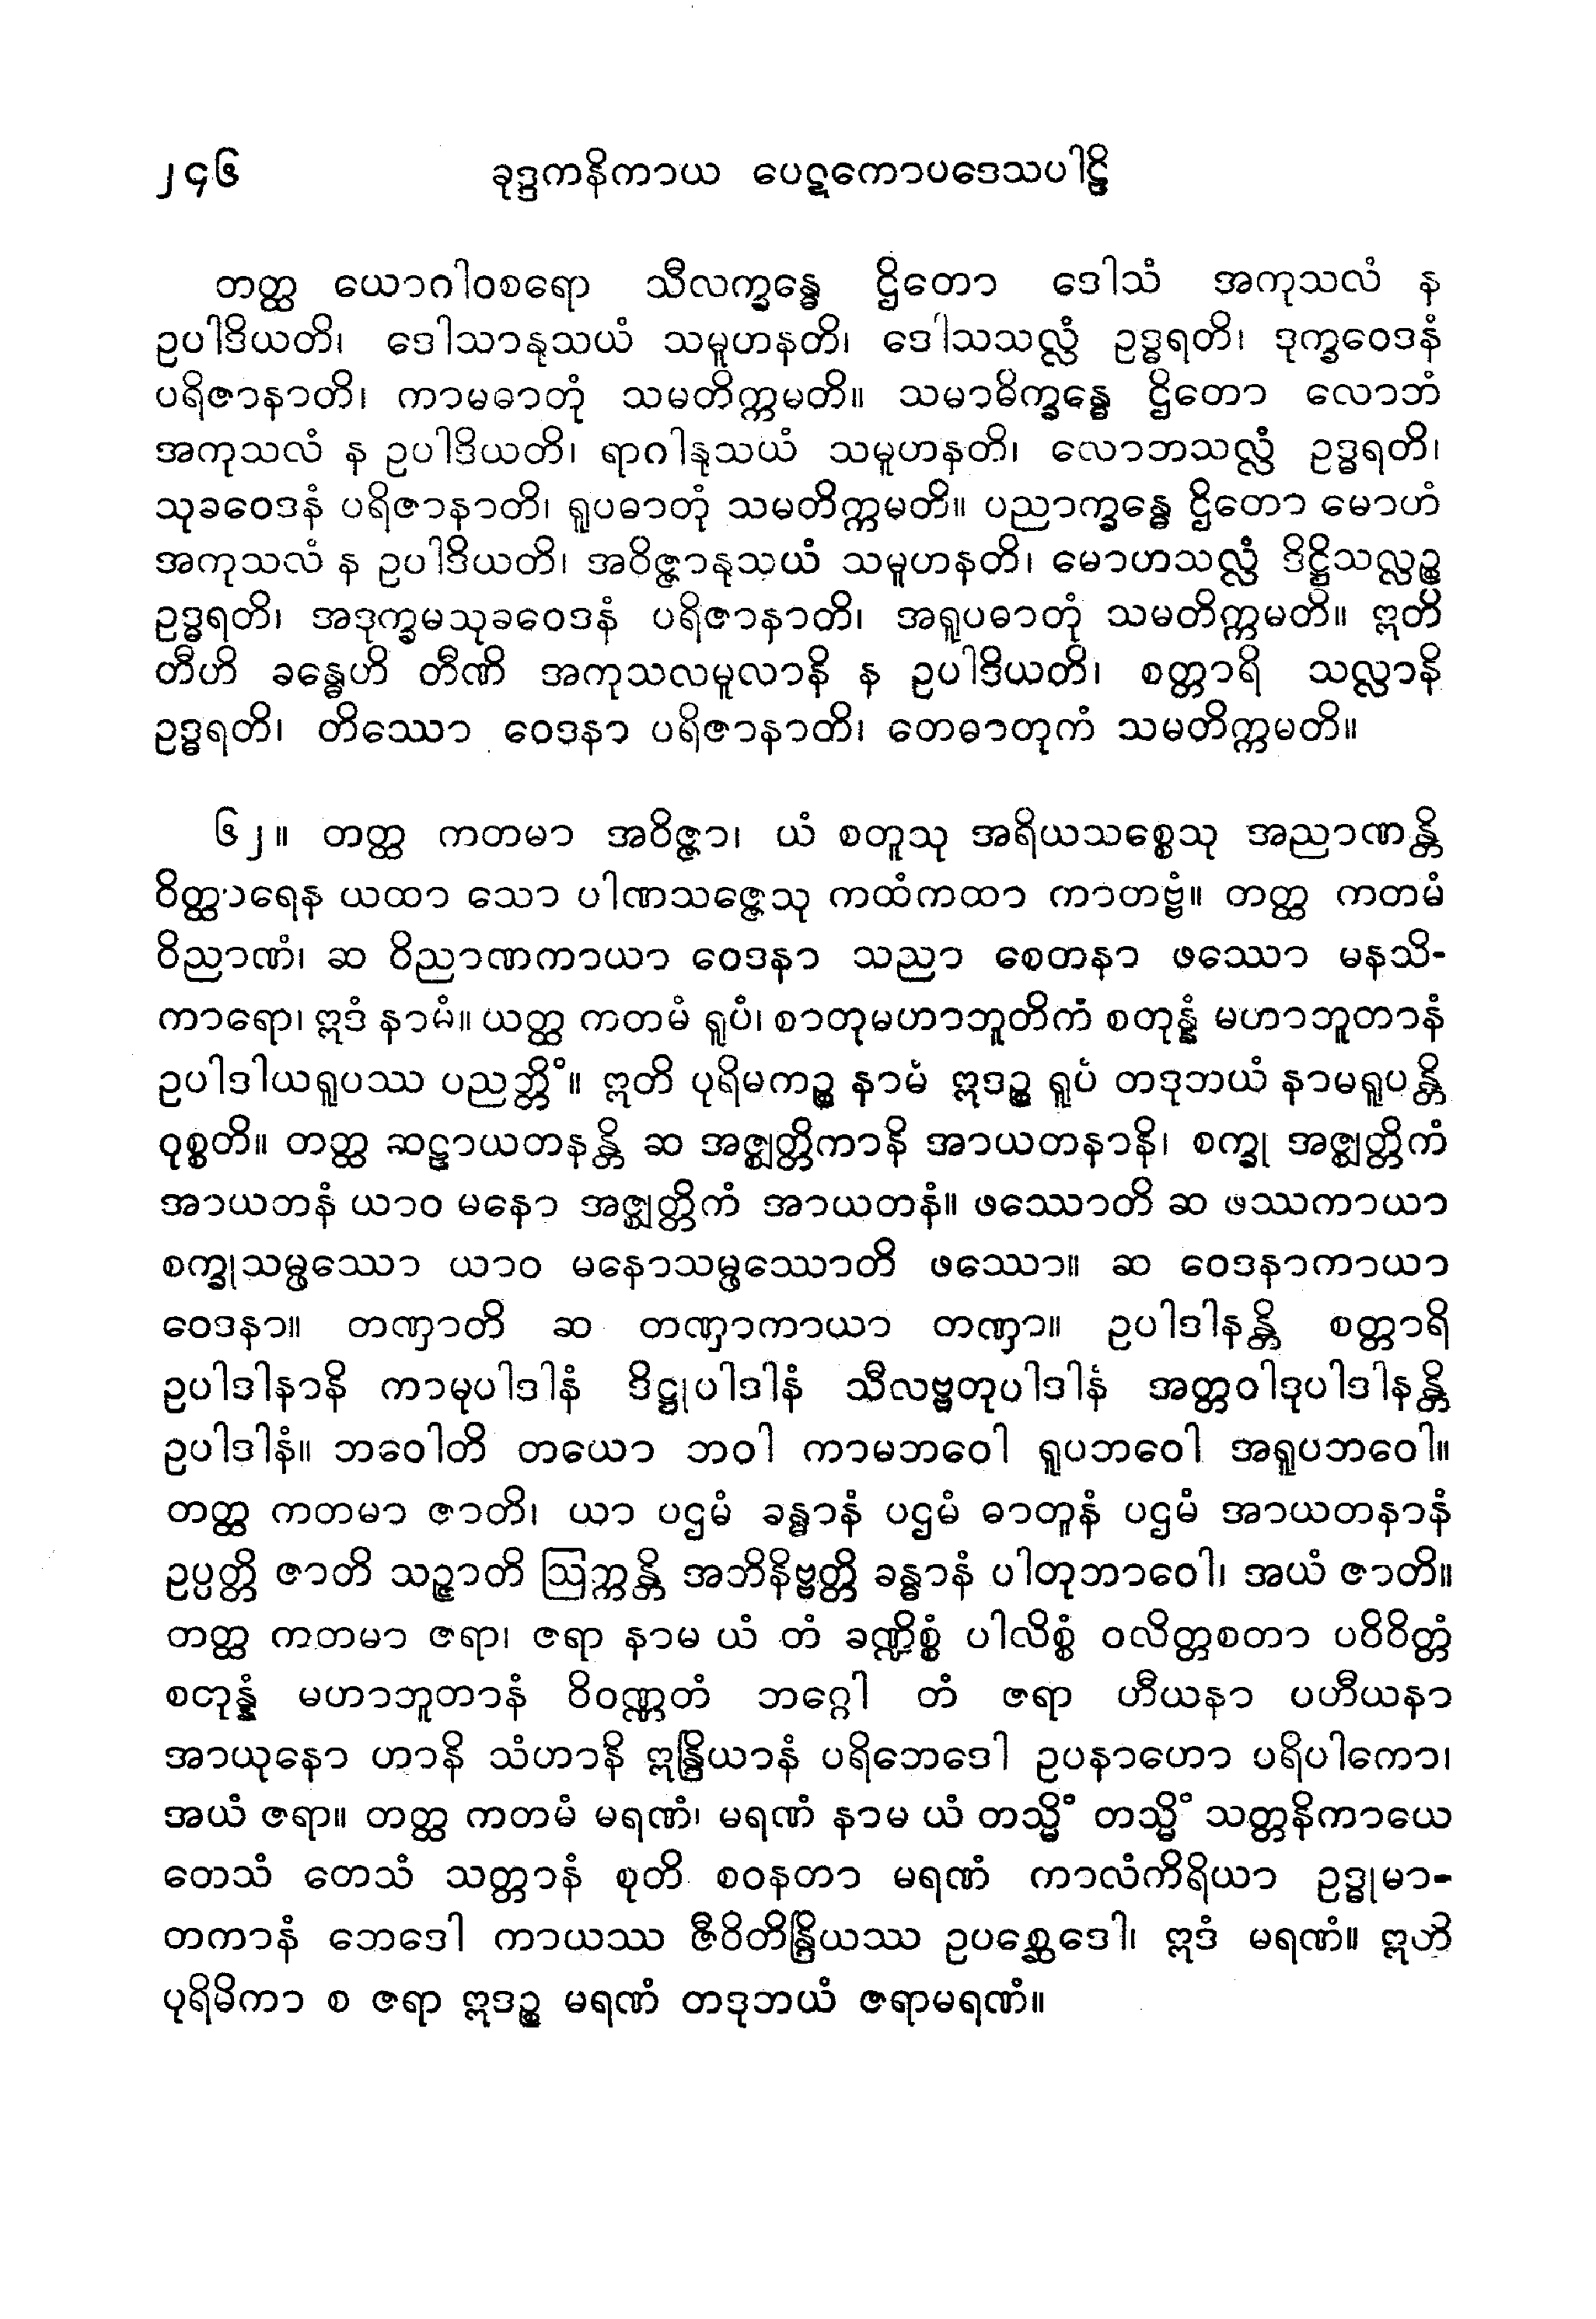 ၂၄၆ ခုဒ္ဒကနိကာယ ပေဋကောပဒေသပါဠိ
တတ္ထ ယောဂါဝစရော သီလက္ခန္ဓေ ဌိတော ဒေါသံ အကုသလံ န
ဥပါဒိယတိ၊ ဒေါသာနုသယံ သမူဟနတိ၊ ဒေါသသလ္လံ ဥဒ္ဓရတိ၊ ဒုက္ခဝေဒနံ
ပရိဇာနာတိ၊ ကာမဓာတုံ သမတိက္ကမတိ။ သမာဓိက္ခန္ဓေ ဌိတော လောဘံ
အကုသလံ န ဥပါဒိယတိ၊ ရာဂါနုသယံ သမူဟနတိ၊ လောဘသလ္လံ ဥဒ္ဓရတိ၊
သုခဝေဒနံ ပရိဇာနာတိ၊ ရူပဓာတုံ သမတိက္ကမတိ။ ပညာက္ခန္ဓေ ဌိတော မောဟံ
အကုသလံ န ဥပါဒိယတိ၊ အဝိဇ္ဇာနုသယံ သမူဟနတိ၊ မောဟသလ္လံ ဒိဋ္ဌိသလ္လဉ္စ
ဥဒ္ဓရတိ၊ အဒုက္ခမသုခဝေဒနံ ပရိဇာနာတိ၊ အရူပဓာတုံ သမတိက္ကမတိ။ ဣတိ
တီဟိ ခန္ဓေဟိ တီဏိ အကုသလမူလာနိ န ဥပါဒိယတိ၊ စတ္တာရိ သလ္လာနိ
ဥဒ္ဓရတိ၊ တိဿော ဝေဒနာ ပရိဇာနာတိ၊ တေဓာတုကံ သမတိက္ကမတိ။
၆၂။ တတ္ထ ကတမာ အဝိဇ္ဇာ၊ ယံ စတူသု အရိယသစ္စေသု အညာဏန္တိ
ဝိတ္ထာရေန ယထာ သော ပါဏသဇ္ဇေသု ကထံကထာ ကာတဗ္ဗံ။ တတ္ထ ကတမံ
ဝိညာဏံ၊ ဆ ဝိညာဏကာယာ ဝေဒနာ သညာ စေတနာ ဖဿော မနသိ-
ကာရော၊ ဣဒံ နာမံ။ ယတ္ထ ကတမံ ရူပံ၊ စာတုမဟာဘူတိကံ စတုန္နံ မဟာဘူတာနံ
ဥပါဒါယရူပဿ ပညတ္တိံ။ ဣတိ ပုရိမကဉ္စ နာမံ ဣဒဉ္စ ရူပံ တဒုဘယံ နာမရူပန္တိ
ဝုစ္စတိ။ တတ္ထ ဆဠာယတနန္တိ ဆ အဇ္ဈတ္တိကာနိ အာယတနာနိ၊ စက္ခု အဇ္ဈတ္တိကံ
အာယတနံ ယာဝ မနော အဇ္ဈတ္တိကံ အာယတနံ။ ဖဿောတိ ဆ ဖဿကာယာ
စက္ခုသမ္ဖဿော ယာဝ မနောသမ္ဖဿောတိ ဖဿော။ ဆ ဝေဒနာကာယာ
ဝေဒနာ။ တဏှာတိ ဆ တဏှာကာယာ တဏှာ။ ဥပါဒါနန္တိ စတ္တာရိ
ဥပါဒါနာနိ ကာမုပါဒါနံ ဒိဋ္ဌုပါဒါနံ သီလဗ္ဗတုပါဒါနံ အတ္တဝါဒုပါဒါနန္တိ
ဥပါဒါနံ။ ဘဝေါတိ တယော ဘဝါ ကာမဘဝေါ ရူပဘဝေါ အရူပဘဝေါ။
တတ္ထ ကတမာ ဇာတိ၊ ယာ ပဌမံ ခန္ဓာနံ ပဌမံ ဓာတူနံ ပဌမံ အာယတနာနံ
ဥပ္ပတ္တိ ဇာတိ သဉ္ဇာတိ ဩက္ကန္တိ အဘိနိဗ္ဗတ္တိ ခန္ဓာနံ ပါတုဘာဝေါ၊ အယံ ဇာတိ။
တတ္ထ ကတမာ ဇရာ၊ ဇရာ နာမ ယံ တံ ခဏ္ဍိစ္စံ ပါလိစ္စံ ဝလိတ္တစတာ ပဝိဝိတ္တံ
စတုန္နံ မဟာဘူတာနံ ဝိဝဏ္ဏတံ ဘဂ္ဂေါ တံ ဇရာ ဟီယနာ ပဟီယနာ
အာယုနော ဟာနိ သံဟာနိ ဣန္ဒြိယာနံ ပရိဘေဒေါ ဥပနာဟော ပရိပါကော၊
အယံ ဇရာ။ တတ္ထ ကတမံ မရဏံ၊ မရဏံ နာမ ယံ တသ္မိံ တသ္မိံ သတ္တနိကာယေ
တေသံ တေသံ သတ္တာနံ စုတိ စဝနတာ မရဏံ ကာလံကိရိယာ ဥဒ္ဓုမာ-
တကာနံ ဘေဒေါ ကာယဿ ဇီဝိတိန္ဒြိယဿ ဥပစ္ဆေဒေါ၊ ဣဒံ မရဏံ။ ဣတိ
ပုရိမိကာ စ ဇရာ ဣဒဉ္စ မရဏံ တဒုဘယံ ဇရာမရဏံ။